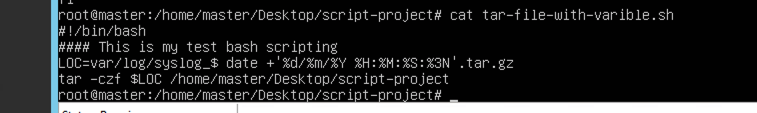 root@master:/home/master/Desktop/script-project# cat tar-file-with-varible.sh
#!/bin/bash
#### This is my test bash scripting
LOC=var/log/syslog_$ date +'%d/%m/%Y %H:%M:%S:%3N'.tar.gz
tar -czf $LOC /home/master/Desktop/script-project
root@master:/home/master/Desktop/script-project# _